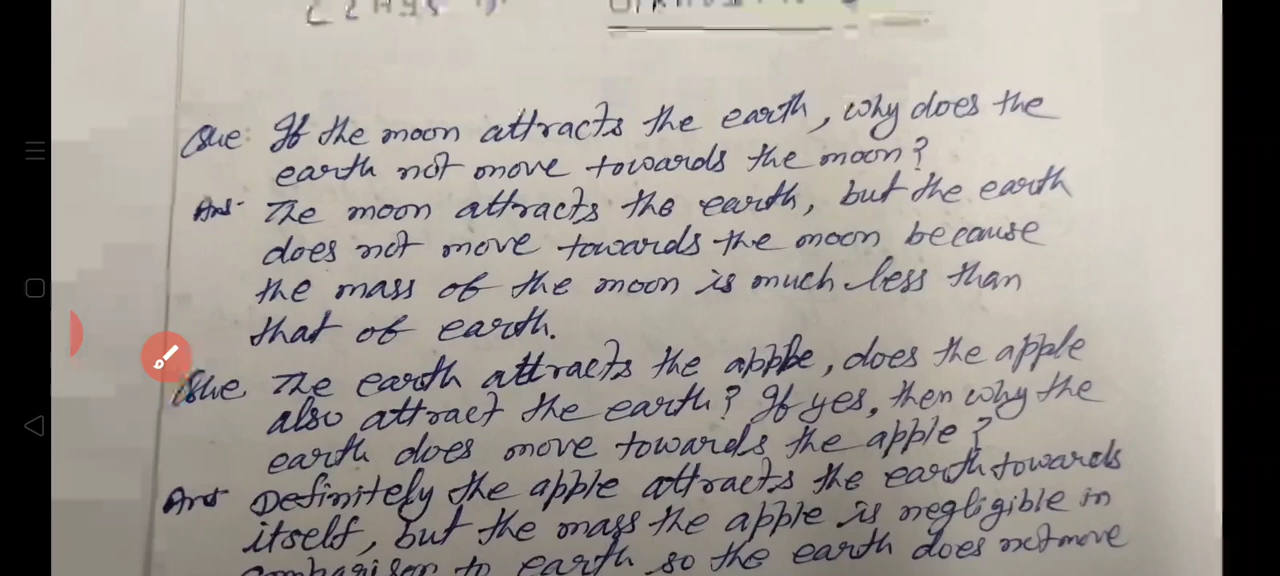 Que: If the moon attracts the earth, why does the
earth not move towards the moon?
Ans- The moon attracts the earth, but the earth
does not move towards the moon because
the mass of the moon is much less than
that of earth.
Que The earth attracts the apple, does the apple
also attract the earth? If yes, then why the
earth does move towards the apple?
Ans Definitely the apple attracts the earth towards
itself, but the mass the apple is negligible in
comparison to earth so the earth does not move